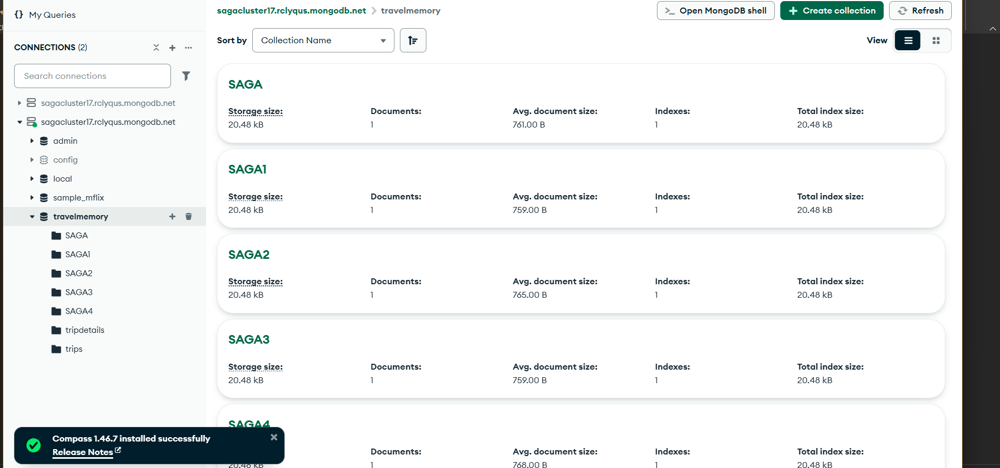 {} My Queries
CONNECTIONS (2)
Search connections
sagacluster17.rclyqus.mongodb.net
sagacluster17.rclyqus.mongodb.net
admin
config
local
sample_mflix
travelmemory
SAGA
SAGA1
SAGA2
SAGA3
SAGA4
tripdetails
trips
Compass 1.46.7 installed successfully
Release Notes
sagacluster17.rclyqus.mongodb.net > travelmemory
>_ Open MongoDB shell
+ Create collection
Refresh
Sort by Collection Name
View
SAGA
Storage size: Documents: Avg. document size: Indexes: Total index size:
20.48 kB 1 761.00 B 1 20.48 kB
SAGA1
Storage size: Documents: Avg. document size: Indexes: Total index size:
20.48 kB 1 759.00 B 1 20.48 kB
SAGA2
Storage size: Documents: Avg. document size: Indexes: Total index size:
20.48 kB 1 765.00 B 1 20.48 kB
SAGA3
Storage size: Documents: Avg. document size: Indexes: Total index size:
20.48 kB 1 759.00 B 1 20.48 kB
SAGA4
Documents: Avg. document size: Indexes: Total index size:
20.48 kB 1 768.00 B 1 20.48 kB